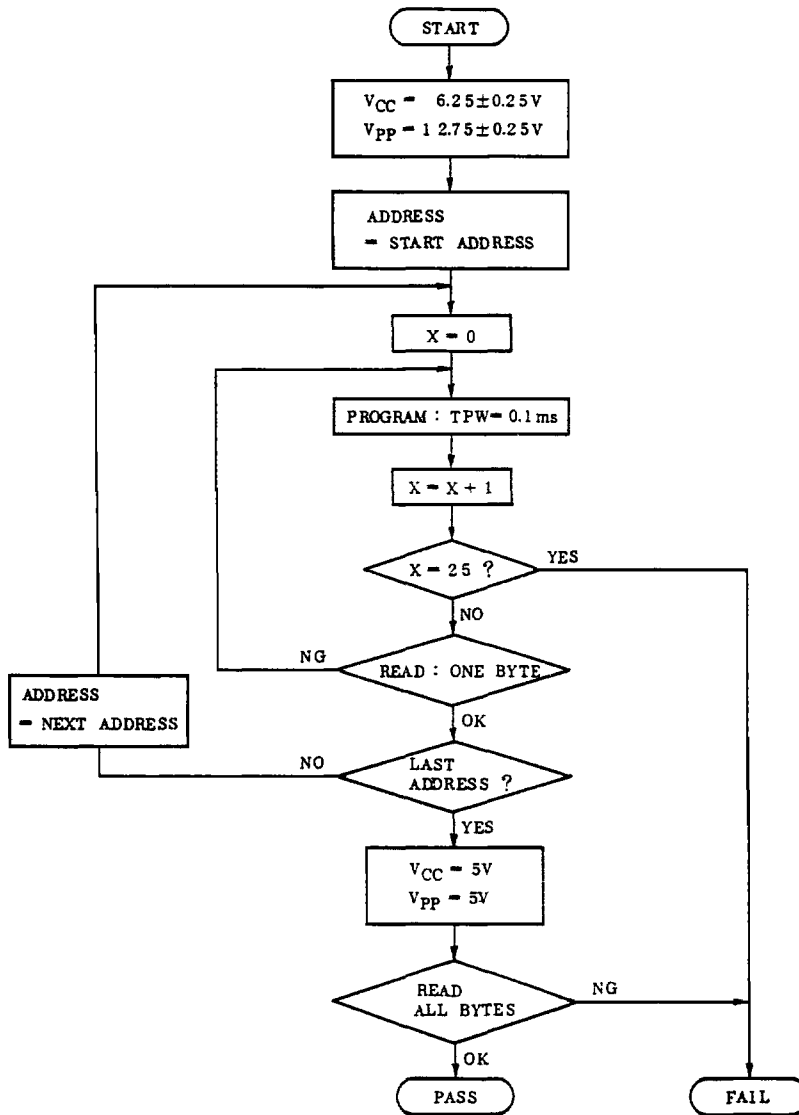 START
VCC = 6.25±0.25V
VPP = 12.75±0.25V
ADDRESS
= START ADDRESS
X = 0
PROGRAM : TPW= 0.1ms
X = X + 1
X = 25 ?
YES
NO
NG
READ : ONE BYTE
ADDRESS
= NEXT ADDRESS
OK
NO
LAST
ADDRESS ?
YES
VCC = 5V
VPP = 5V
READ
ALL BYTES
NG
OK
PASS
FAIL